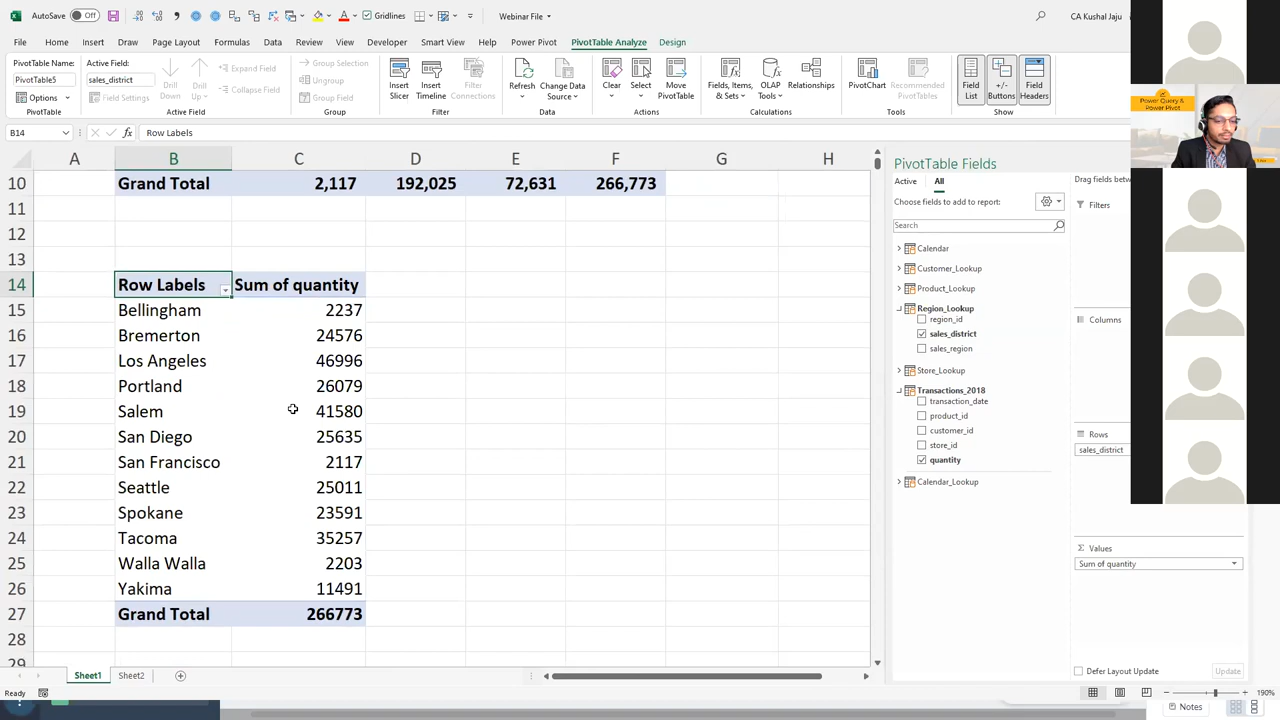 AutoSave Off
Gridlines
Webinar File
CA Kushal Jaju
File Home Insert Draw Page Layout Formulas Data Review View Developer Smart View Help Power Pivot PivotTable Analyze Design
PivotTable Name:
PivotTable5
Options
PivotTable
Active Field:
sales_district
Field Settings
Drill Down
Drill Up
Expand Field
Collapse Field
Active Field
Group Selection
Ungroup
Group Field
Group
Insert Slicer
Insert Timeline
Filter Connections
Filter
Refresh
Change Data Source
Data
Clear
Select
Move PivotTable
Actions
Fields, Items, & Sets
OLAP Tools
Relationships
Calculations
PivotChart
Recommended PivotTables
Tools
Field List
+/- Buttons
Field Headers
Show
Power Query & Power Pivot
B14
fx
Row Labels
A B C D E F G H
10 Grand Total 2,117 192,025 72,631 266,773
11
12
13
14 Row Labels Sum of quantity
15 Bellingham 2237
16 Bremerton 24576
17 Los Angeles 46996
18 Portland 26079
19 Salem 41580
20 San Diego 25635
21 San Francisco 2117
22 Seattle 25011
23 Spokane 23591
24 Tacoma 35257
25 Walla Walla 2203
26 Yakima 11491
27 Grand Total 266773
28
29
PivotTable Fields
Active All
Choose fields to add to report:
Search
Calendar
Customer_Lookup
Product_Lookup
Region_Lookup
region_id
sales_district
sales_region
Store_Lookup
Transactions_2018
transaction_date
product_id
customer_id
store_id
quantity
Calendar_Lookup
Drag fields betw
Filters
Columns
Rows
sales_district
Σ Values
Sum of quantity
Defer Layout Update
Update
Sheet1 Sheet2
Ready
190%
Notes